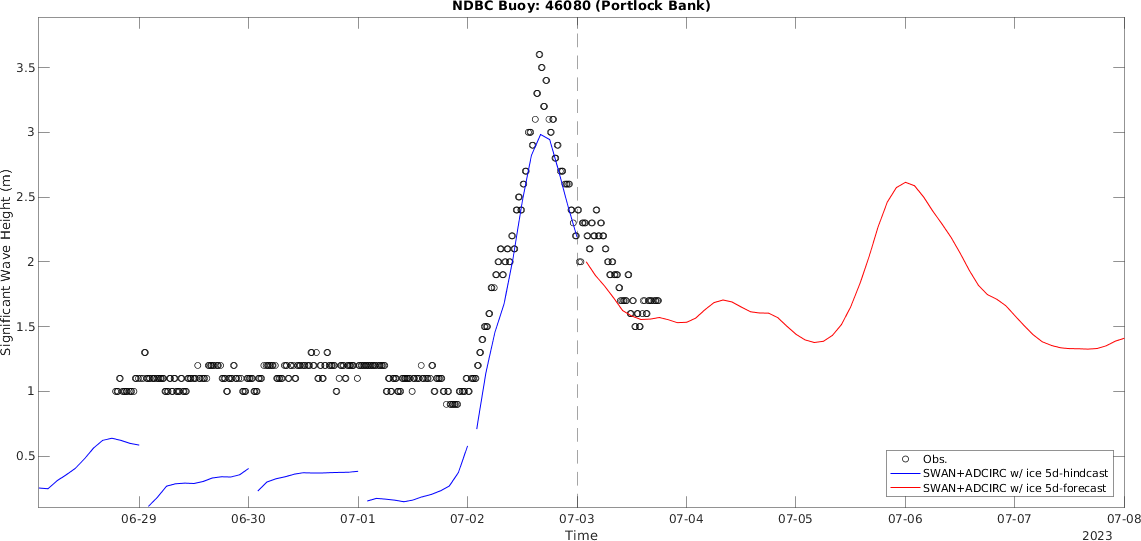 NDBC Buoy: 46080 (Portlock Bank)
3.5
3
2.5
2
1.5
1
0.5
Significant Wave Height (m)
Obs.
SWAN+ADCIRC w/ ice 5d-hindcast
SWAN+ADCIRC w/ ice 5d-forecast
06-29 06-30 07-01 07-02 07-03 07-04 07-05 07-06 07-07 07-08
Time
2023